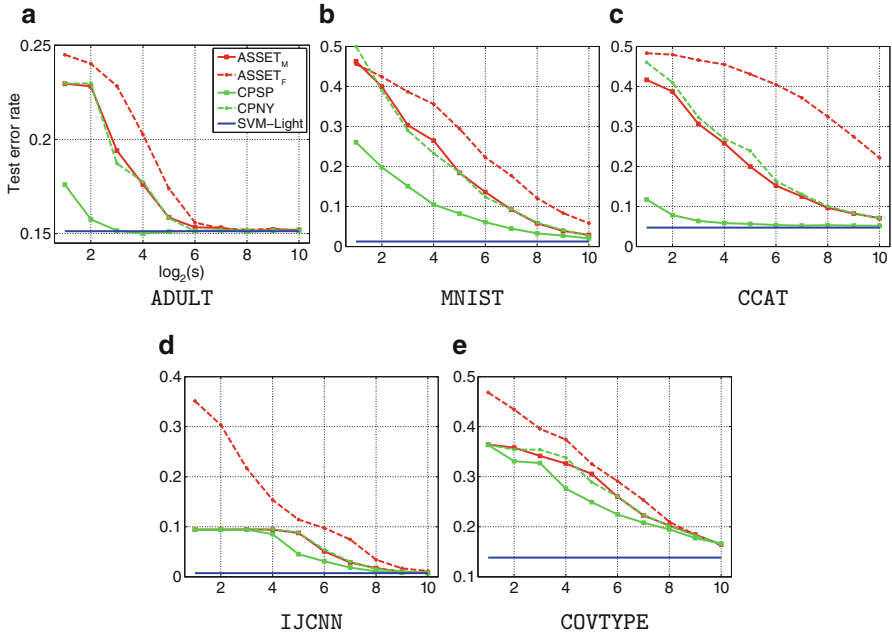 a
b
c
0.25
0.2
0.15
Test error rate
2 4 6 8 10
log2(s)
ADULT
ASSET_M
ASSET_F
CPSP
CPNY
SVM-Light
0.5
0.4
0.3
0.2
0.1
0
2 4 6 8 10
MNIST
0.5
0.4
0.3
0.2
0.1
0
2 4 6 8 10
CCAT
d
e
0.4
0.3
0.2
0.1
0
2 4 6 8 10
IJCNN
0.5
0.4
0.3
0.2
0.1
2 4 6 8 10
COVTYPE